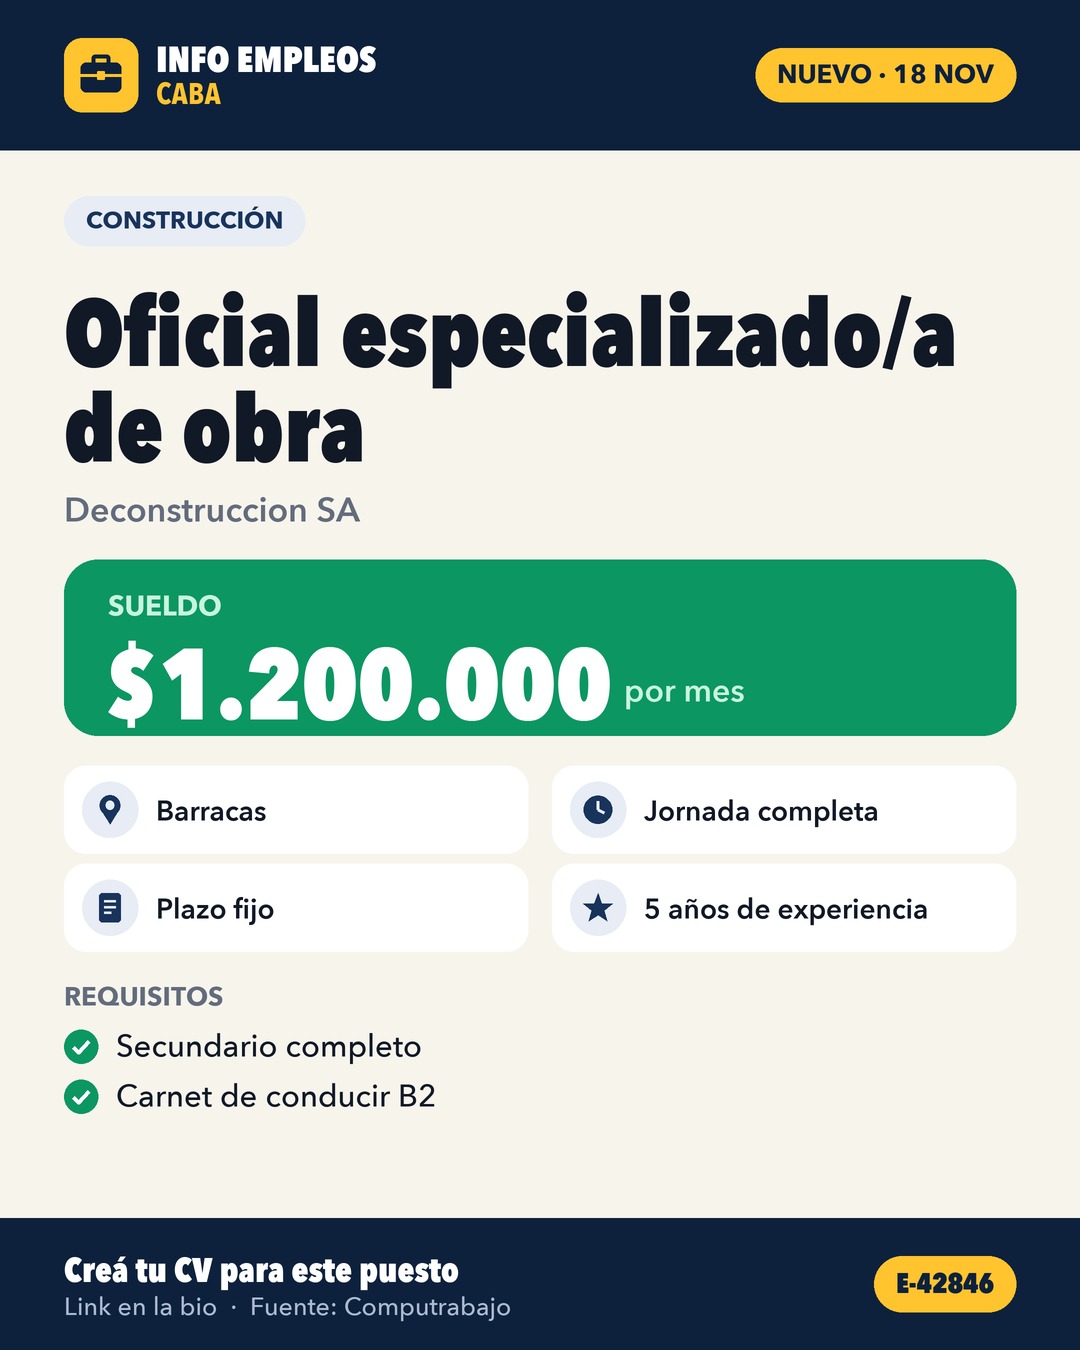 INFO EMPLEOS
CABA
NUEVO · 18 NOV
CONSTRUCCIÓN
Oficial especializado/a
de obra
Deconstruccion SA
SUELDO
$1.200.000 por mes
Barracas
Jornada completa
Plazo fijo
5 años de experiencia
REQUISITOS
Secundario completo
Carnet de conducir B2
Creá tu CV para este puesto
Link en la bio · Fuente: Computrabajo
E-42846